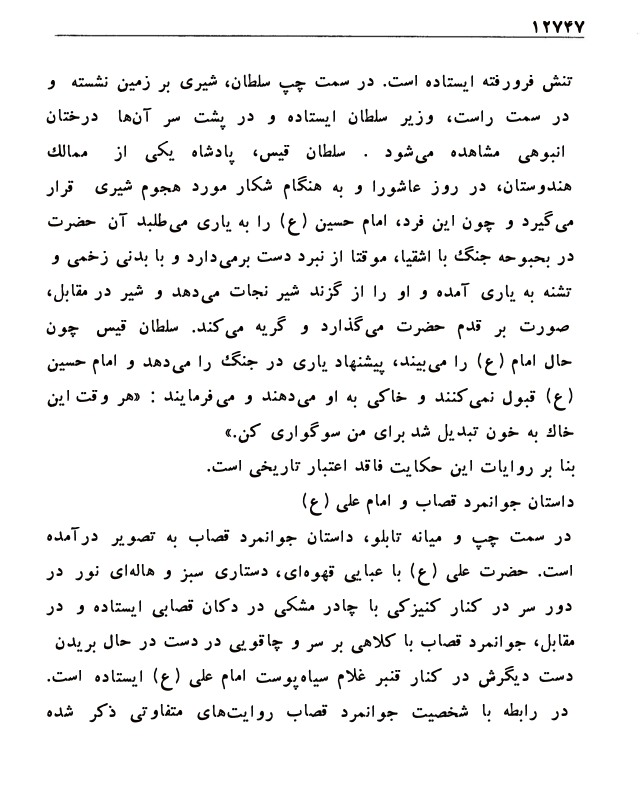 ۱۲۷۴۷
تنش فرورفته ایستاده است. در سمت چپ سلطان، شیری بر زمین نشسته و
در سمت راست، وزیر سلطان ایستاده و در پشت سر آن‌ها درختان
انبوهی مشاهده می‌شود . سلطان قیس، پادشاه یکی از ممالك
هندوستان، در روز عاشورا و به هنگام شکار مورد هجوم شیری قرار
می‌گیرد و چون این فرد، امام حسین (ع) را به یاری می‌طلبد آن حضرت
در بحبوحه جنگ با اشقیا، موقتا از نبرد دست برمی‌دارد و با بدنی زخمی و
تشنه به یاری آمده و او را از گزند شیر نجات می‌دهد و شیر در مقابل،
صورت بر قدم حضرت می‌گذارد و گریه می‌کند. سلطان قیس چون
حال امام (ع) را می‌بیند، پیشنهاد یاری در جنگ را می‌دهد و امام حسین
(ع) قبول نمی‌کنند و خاکی به او می‌دهند و می‌فرمایند : «هر وقت این
خاك به خون تبدیل شد برای من سوگواری کن.»
بنا بر روایات این حکایت فاقد اعتبار تاریخی است.
داستان جوانمرد قصاب و امام علی (ع)
در سمت چپ و میانه تابلو، داستان جوانمرد قصاب به تصویر درآمده
است. حضرت علی (ع) با عبایی قهوه‌ای، دستاری سبز و هاله‌ای نور در
دور سر در کنار کنیزکی با چادر مشکی در دکان قصابی ایستاده و در
مقابل، جوانمرد قصاب با کلاهی بر سر و چاقویی در دست در حال بریدن
دست دیگرش در کنار قنبر غلام سیاه‌پوست امام علی (ع) ایستاده است.
در رابطه با شخصیت جوانمرد قصاب روایت‌های متفاوتی ذکر شده